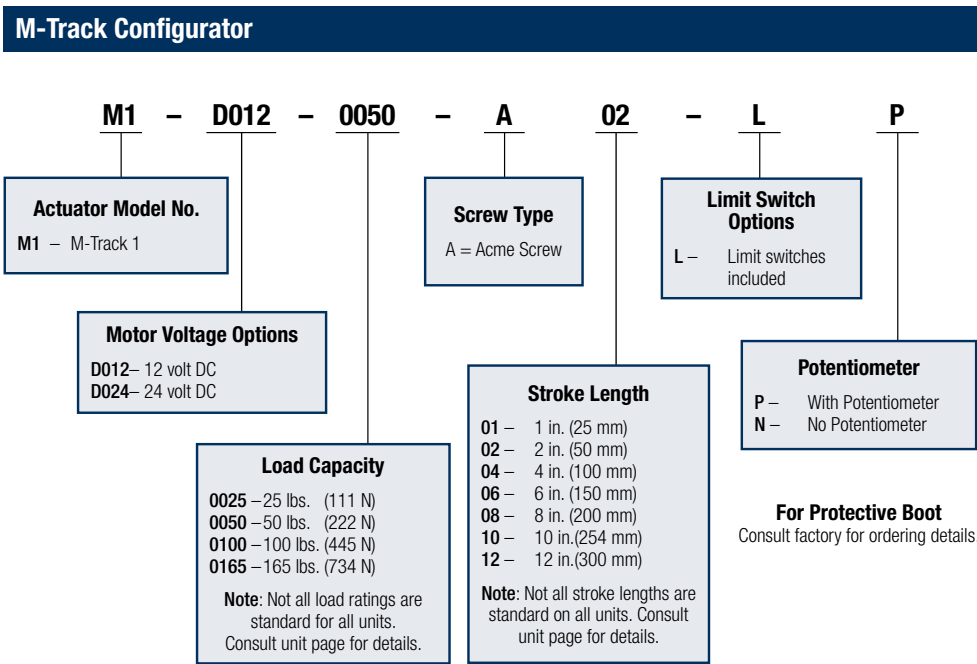 M-Track Configurator
M1 – D012 – 0050 – A 02 – L P
Actuator Model No.
M1 – M-Track 1
Motor Voltage Options
D012– 12 volt DC
D024– 24 volt DC
Load Capacity
0025 –25 lbs. (111 N)
0050 –50 lbs. (222 N)
0100 –100 lbs. (445 N)
0165 –165 lbs. (734 N)
Note: Not all load ratings are
standard for all units.
Consult unit page for details.
Screw Type
A = Acme Screw
Stroke Length
01 – 1 in. (25 mm)
02 – 2 in. (50 mm)
04 – 4 in. (100 mm)
06 – 6 in. (150 mm)
08 – 8 in. (200 mm)
10 – 10 in.(254 mm)
12 – 12 in.(300 mm)
Note: Not all stroke lengths are
standard on all units. Consult
unit page for details.
Limit Switch
Options
L – Limit switches
included
Potentiometer
P – With Potentiometer
N – No Potentiometer
For Protective Boot
Consult factory for ordering details.